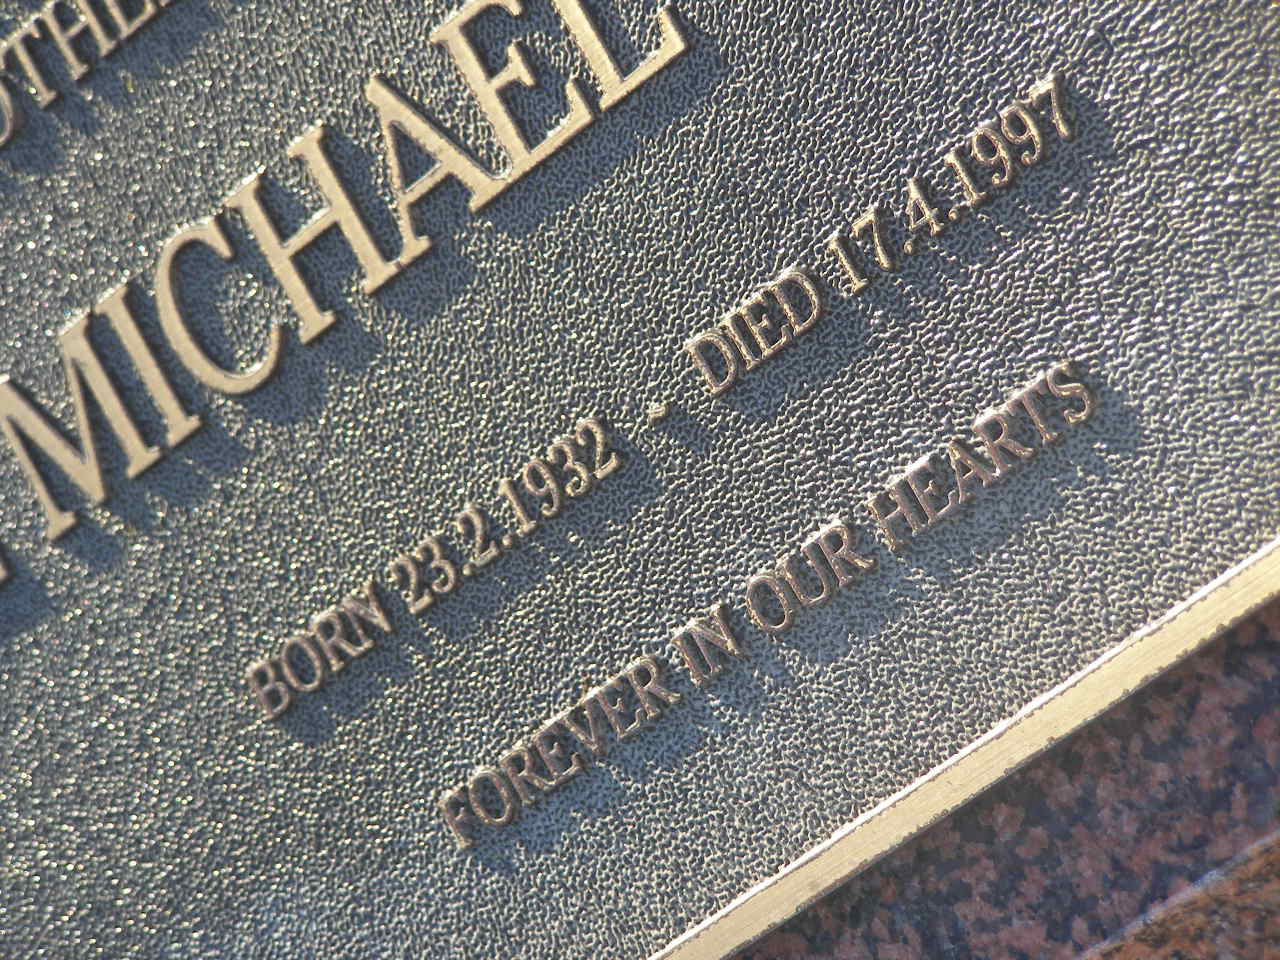 MICHAEL
BORN 23.2.1932 - DIED 17.4.1997
FOREVER IN OUR HEARTS